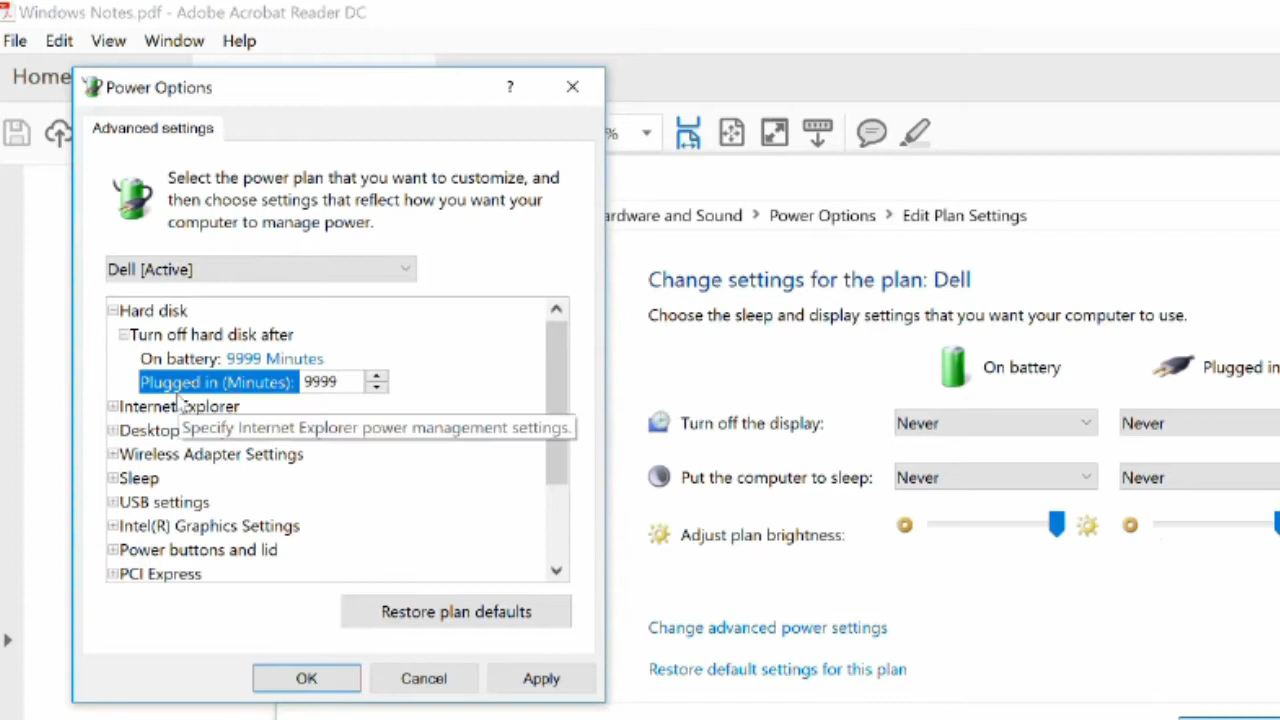 Windows Notes.pdf - Adobe Acrobat Reader DC
File Edit View Window Help
Home
Power Options ?
Advanced settings
%
Select the power plan that you want to customize, and
then choose settings that reflect how you want your
computer to manage power.
Dell [Active]
Hard disk
Turn off hard disk after
On battery: 9999 Minutes
Plugged in (Minutes): 9999
Internet Explorer
Specify Internet Explorer power management settings.
Desktop
Wireless Adapter Settings
Sleep
USB settings
Intel(R) Graphics Settings
Power buttons and lid
PCI Express
Restore plan defaults
OK Cancel Apply
ardware and Sound > Power Options > Edit Plan Settings
Change settings for the plan: Dell
Choose the sleep and display settings that you want your computer to use.
On battery Plugged in
Turn off the display: Never Never
Put the computer to sleep: Never Never
Adjust plan brightness:
Change advanced power settings
Restore default settings for this plan